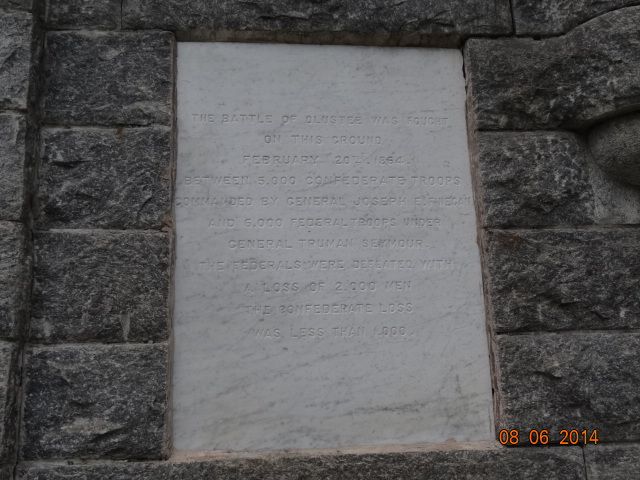 THE BATTLE OF OLUSTEE WAS FOUGHT
ON THIS GROUND
FEBRUARY 20TH. 1864.
BETWEEN 5,000 CONFEDERATE TROOPS
COMMANDED BY GENERAL JOSEPH E. FINEGAN
AND 6,000 FEDERAL TROOPS UNDER
GENERAL TRUMAN SEYMOUR.
THE FEDERALS WERE DEFEATED WITH
A LOSS OF 2,000 MEN
THE CONFEDERATE LOSS
WAS LESS THAN 1,000.
08 06 2014